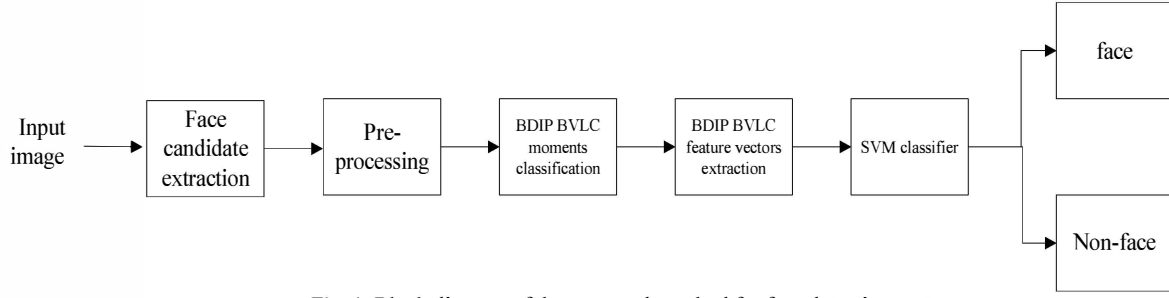 Input
image
Face
candidate
extraction
Pre-
processing
BDIP BVLC
moments
classification
BDIP BVLC
feature vectors
extraction
SVM classifier
face
Non-face